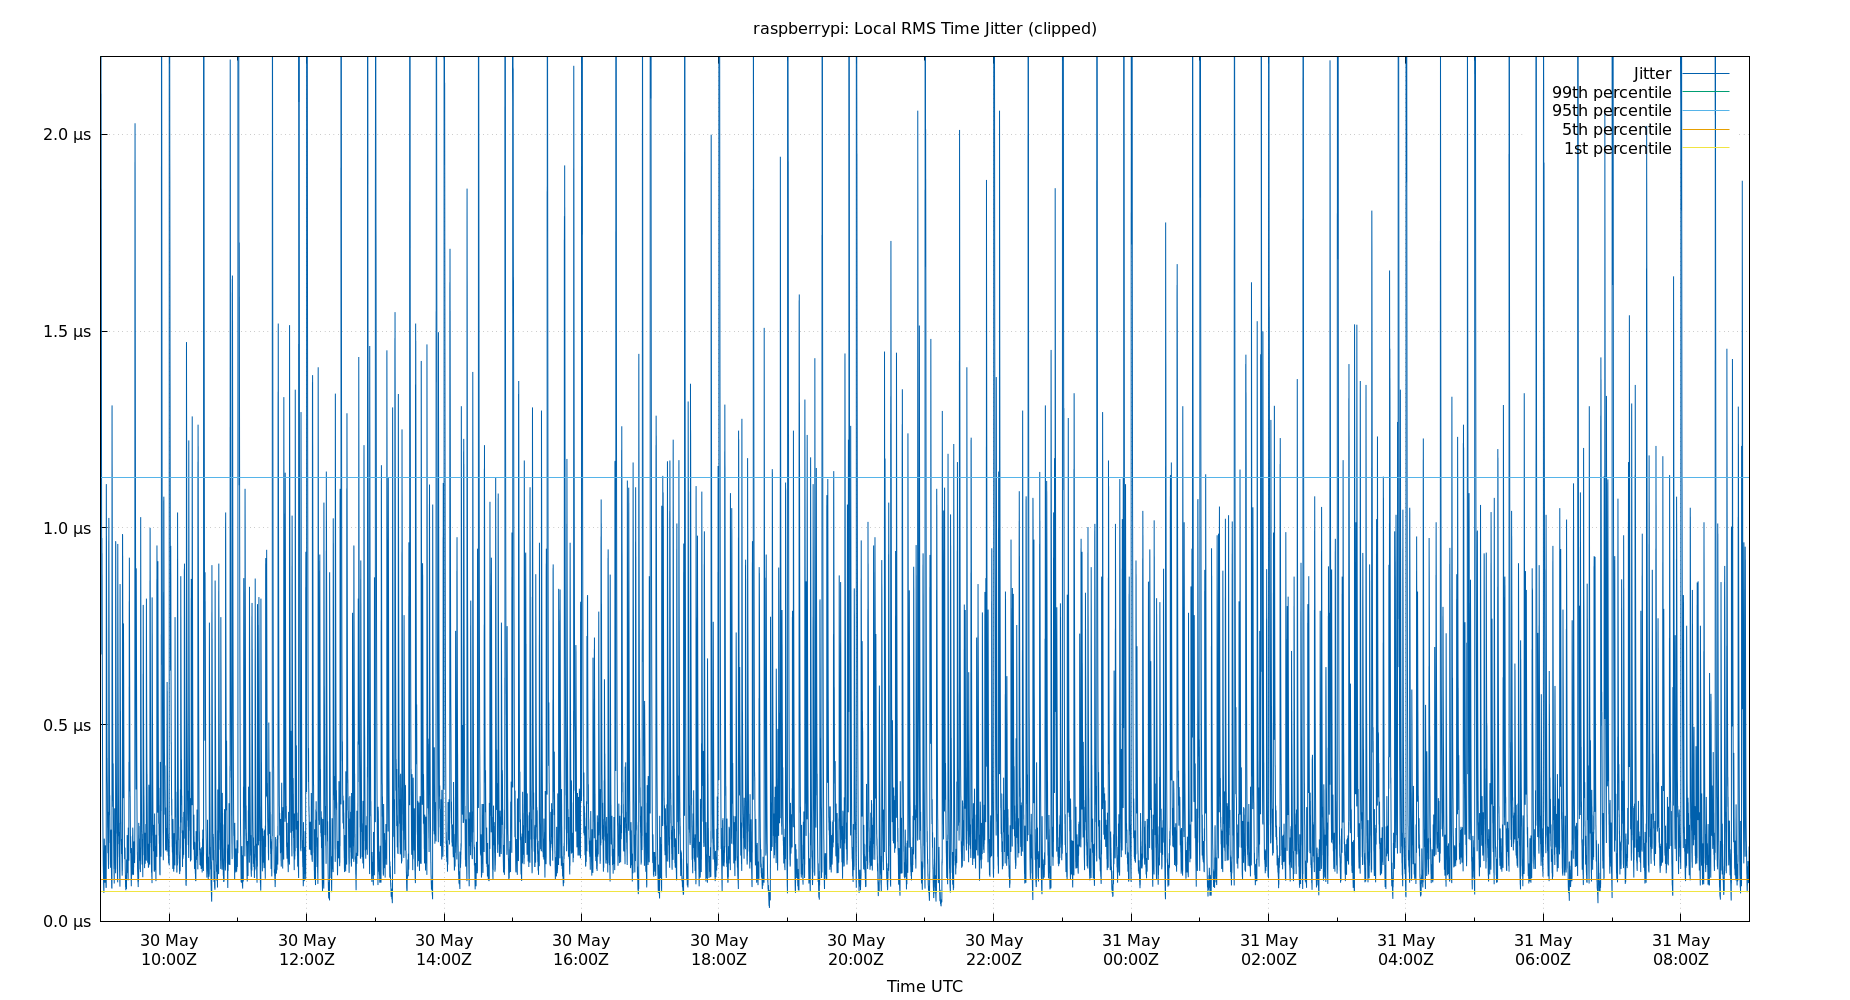 raspberrypi: Local RMS Time Jitter (clipped)
Jitter
99th percentile
95th percentile
5th percentile
1st percentile
2.0 µs
1.5 µs
1.0 µs
0.5 µs
0.0 µs
30 May 30 May 30 May 30 May 30 May 30 May 30 May 31 May 31 May 31 May 31 May 31 May
10:00Z 12:00Z 14:00Z 16:00Z 18:00Z 20:00Z 22:00Z 00:00Z 02:00Z 04:00Z 06:00Z 08:00Z
Time UTC